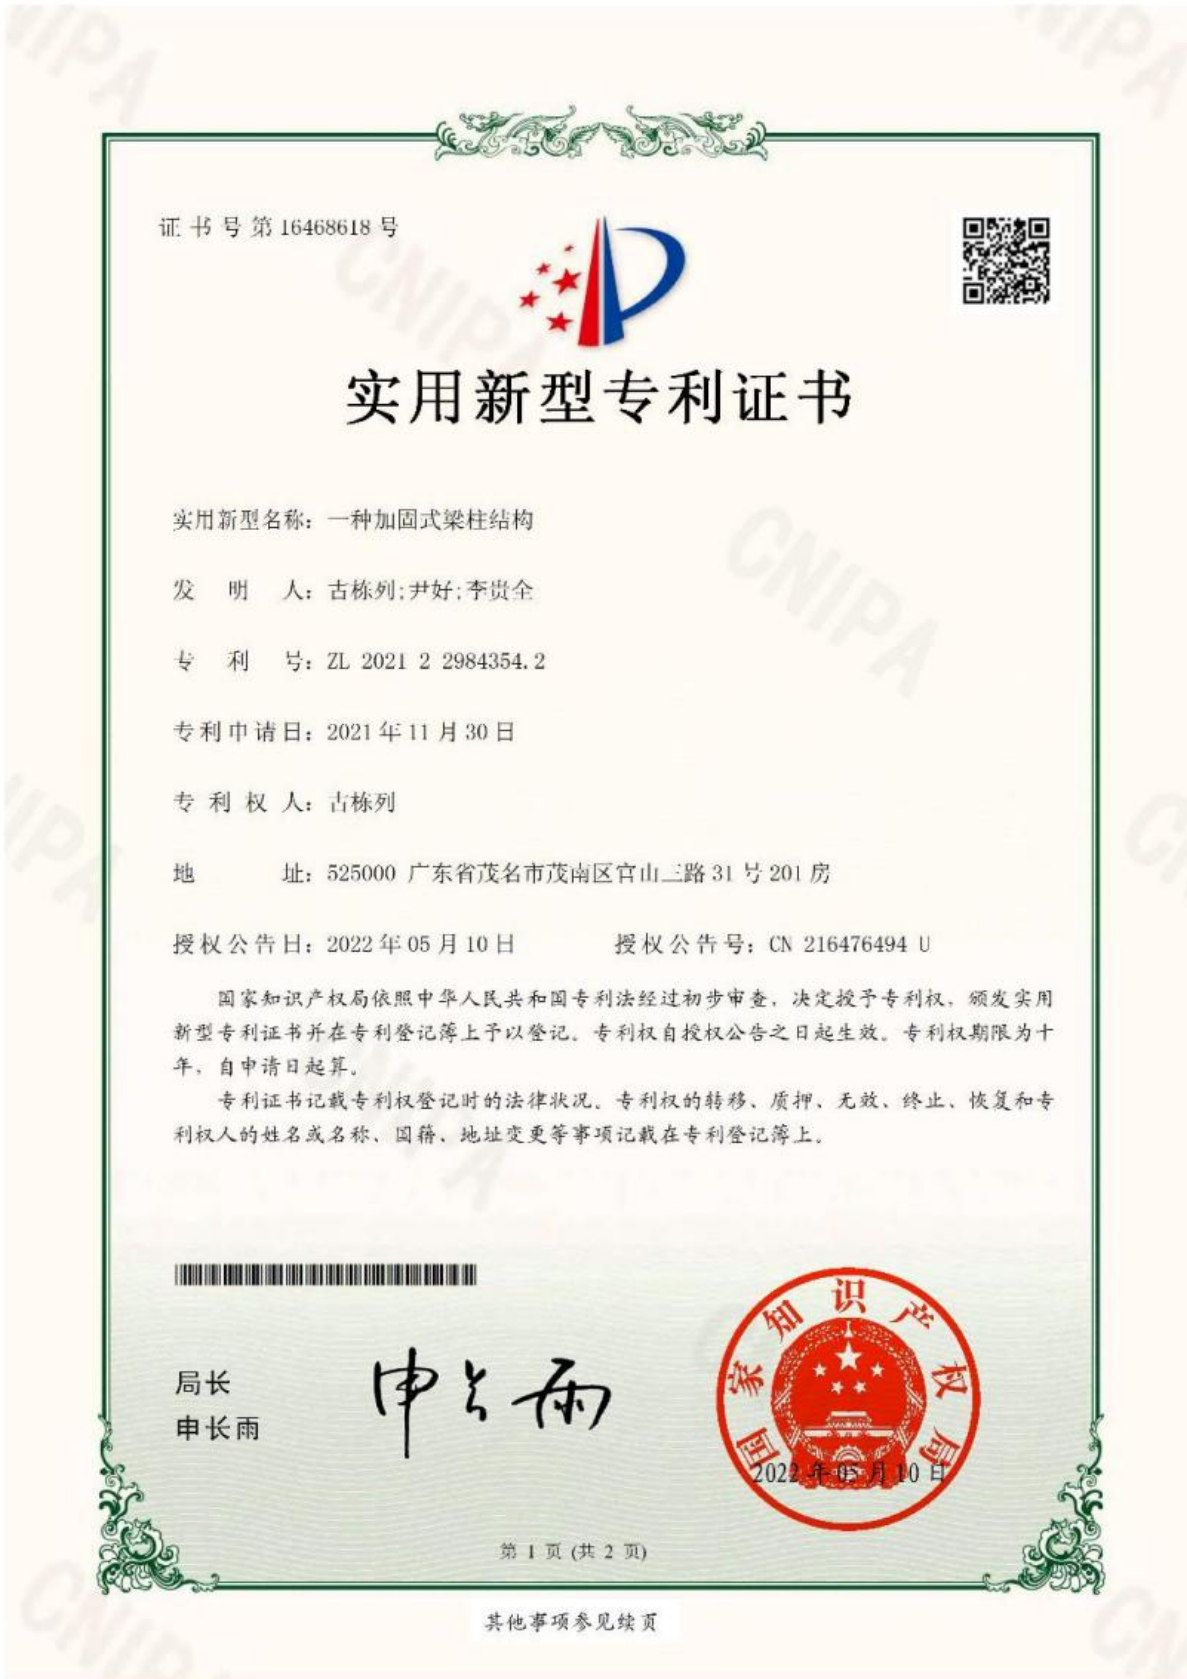 证书号第16468618号
实用新型专利证书
实用新型名称：一种加固式梁柱结构
发明人：古栋列;尹好;李贵全
专利号：ZL 2021 2 2984354.2
专利申请日：2021年11月30日
专利权人：古栋列
地址：525000 广东省茂名市茂南区官山三路31号201房
授权公告日：2022年05月10日 授权公告号：CN 216476494 U
国家知识产权局依照中华人民共和国专利法经过初步审查，决定授予专利权，颁发实用
新型专利证书并在专利登记簿上予以登记。专利权自授权公告之日起生效。专利权期限为十
年，自申请日起算。
专利证书记载专利权登记时的法律状况。专利权的转移、质押、无效、终止、恢复和专
利权人的姓名或名称、国籍、地址变更等事项记载在专利登记簿上。
局长
申长雨
申长雨
国家知识产权局
2022年05月10日
第 1 页 (共 2 页)
其他事项参见续页
CNIPA